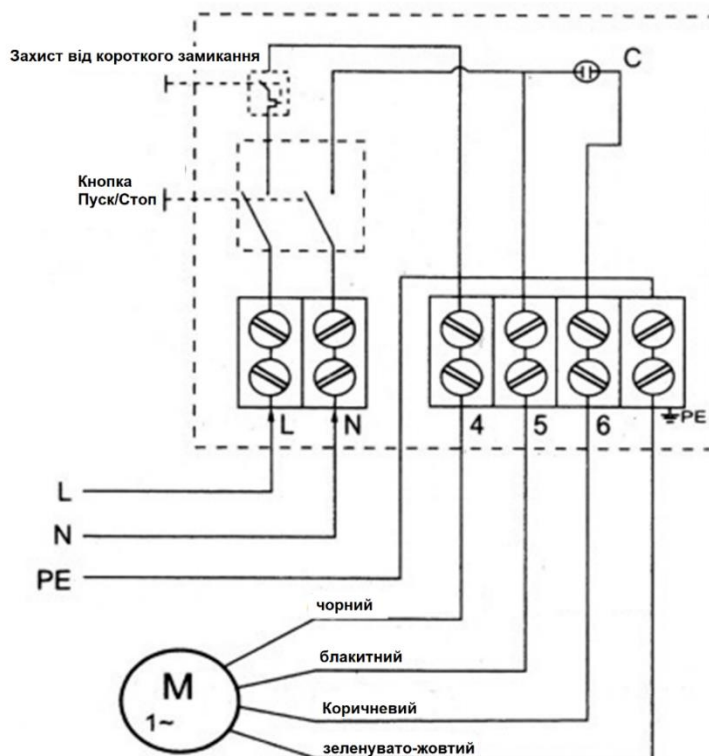 Захист від короткого замикання
C
Кнопка
Пуск/Стоп
L
N
4
5
6
PE
L
N
PE
чорний
блакитний
Коричневий
зеленувато-жовтий
M
1~